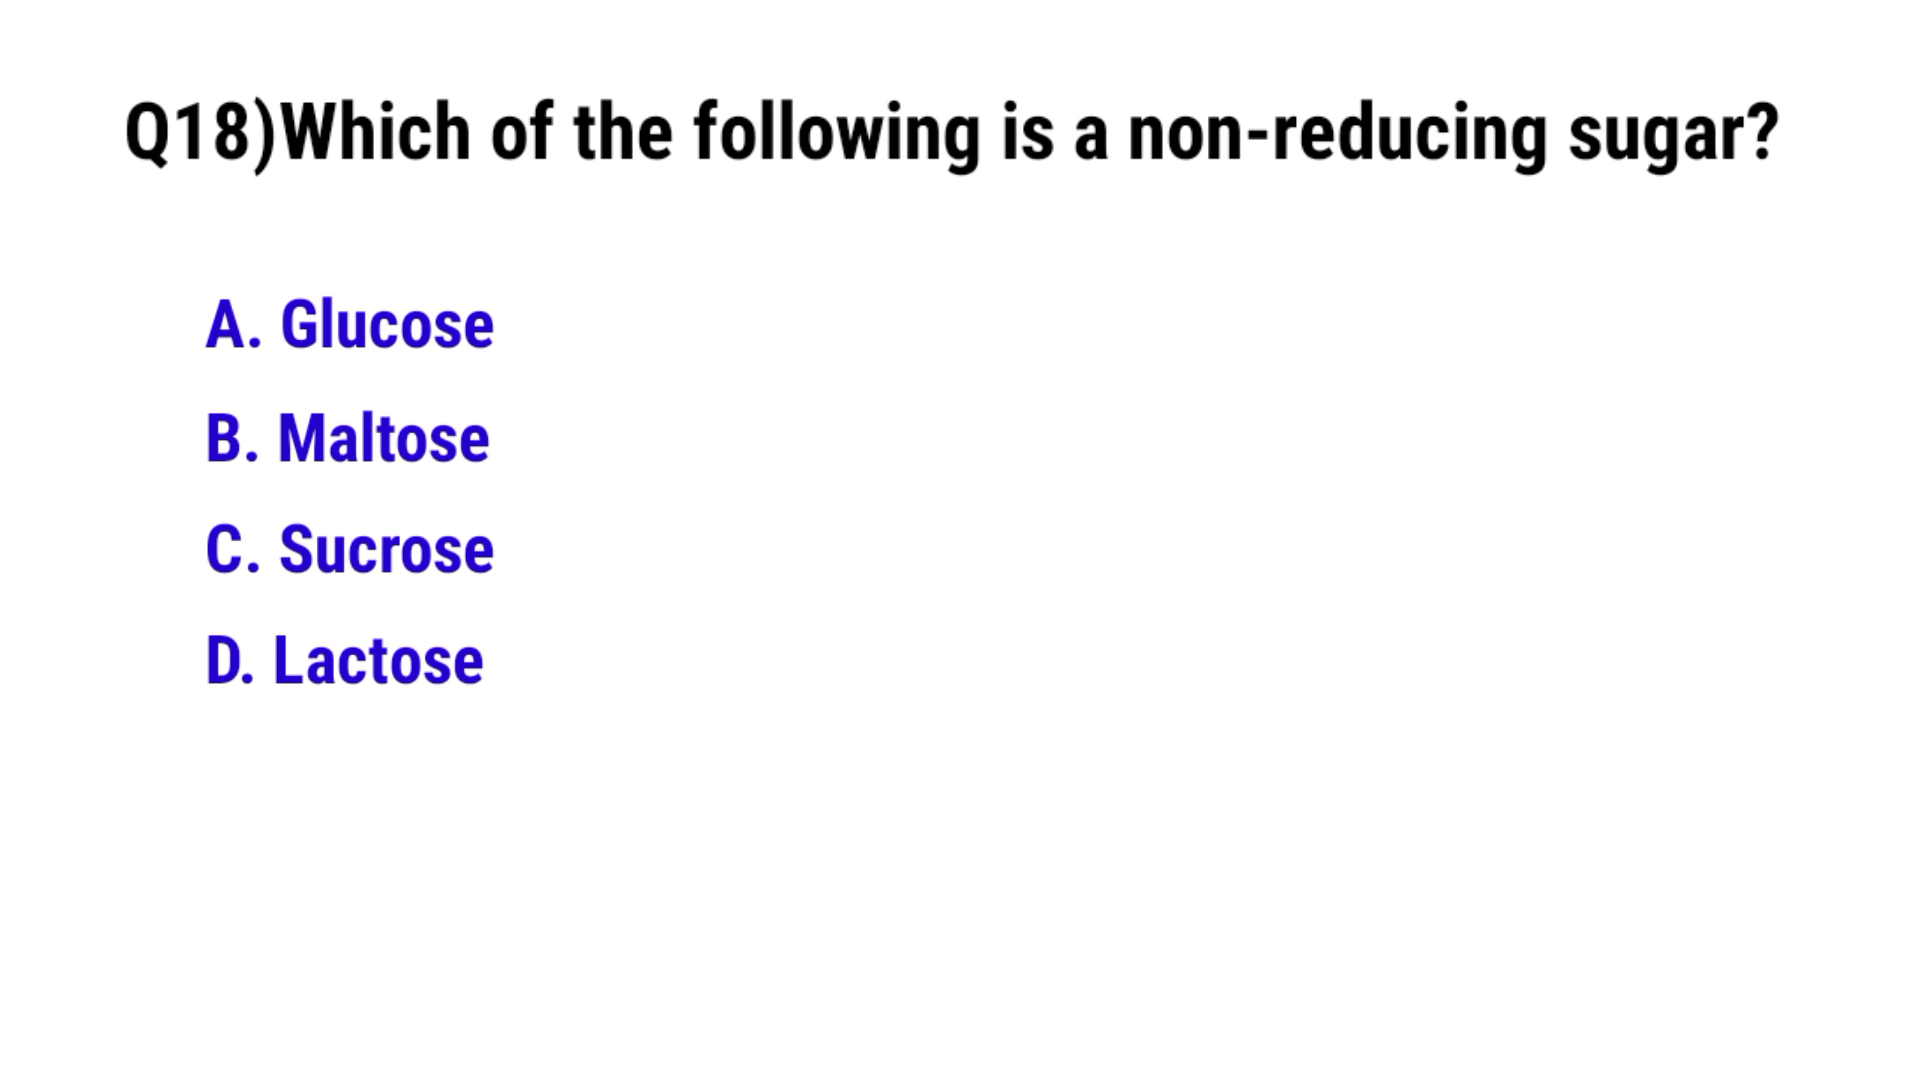 Q18)Which of the following is a non-reducing sugar?
A. Glucose
B. Maltose
C. Sucrose
D. Lactose